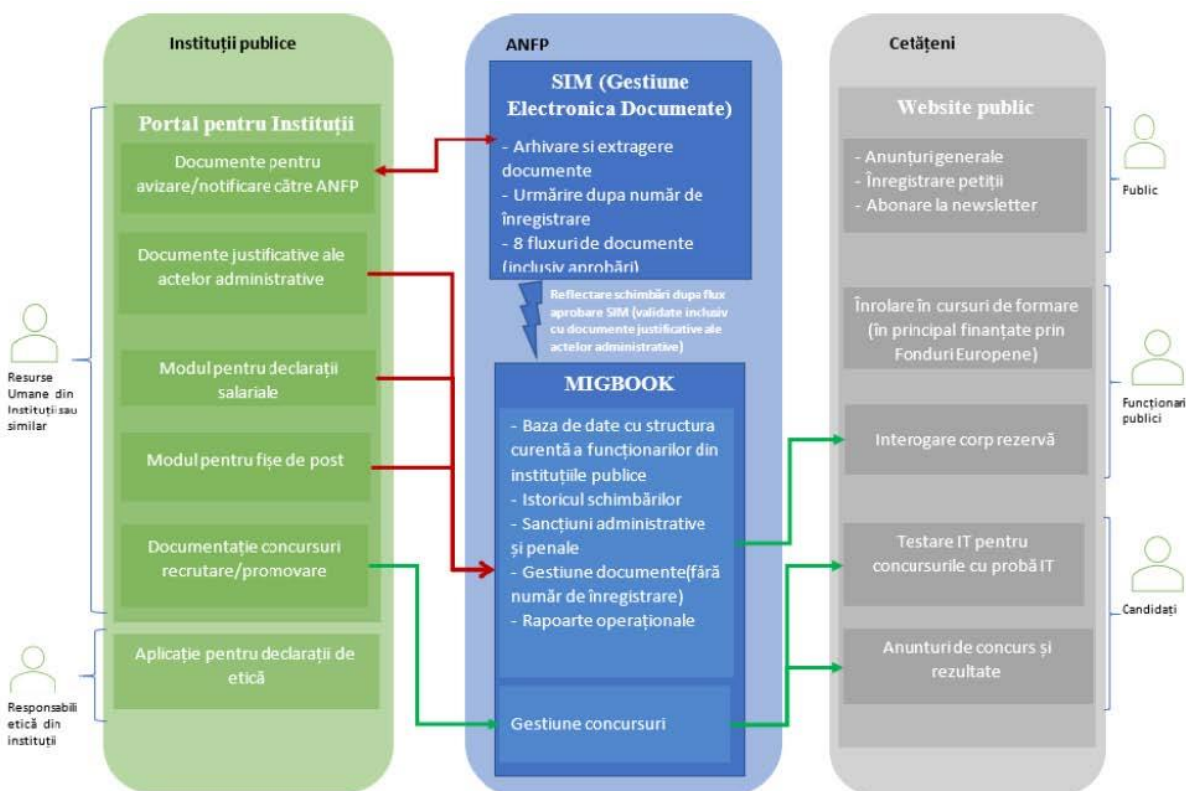 Instituții publice
Portal pentru Instituții
Documente pentru
avizare/notificare către ANFP
Documente justificative ale
actelor administrative
Modul pentru declarații
salariale
Modul pentru fișe de post
Documentație concursuri
recrutare/promovare
Aplicație pentru declarații de
etică
Resurse
Umane din
Instituții sau
similar
Responsabili
etică din
instituții
ANFP
SIM (Gestiune
Electronica Documente)
- Arhivare si extragere
documente
- Urmărire dupa număr de
înregistrare
- 8 fluxuri de documente
(inclusiv aprobări)
Reflectare schimbări dupa flux
aprobare SIM (validate inclusiv
cu documente justificative ale
actelor administrative)
MIGBOOK
- Baza de date cu structura
curentă a funcționarilor din
instituțiile publice
- Istoricul schimbărilor
- Sancțiuni administrative
și penale
- Gestiune documente(fără
număr de înregistrare)
- Rapoarte operaționale
Gestiune concursuri
Cetățeni
Website public
- Anunțuri generale
- Înregistrare petiții
- Abonare la newsletter
Înrolare în cursuri de formare
(în principal finanțate prin
Fonduri Europene)
Interogare corp rezervă
Testare IT pentru
concursurile cu probă IT
Anunturi de concurs și
rezultate
Public
Funcționari
publici
Candidați